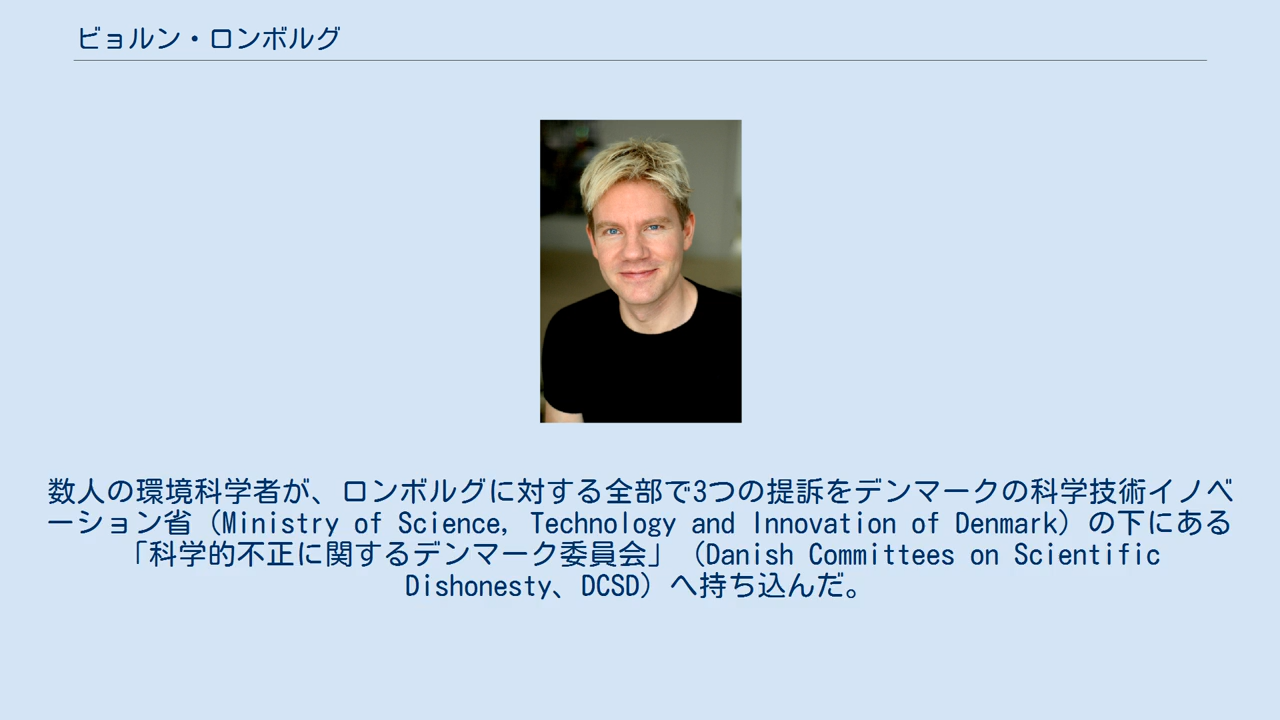 ビョルン・ロンボルグ
数人の環境科学者が、ロンボルグに対する全部で3つの提訴をデンマークの科学技術イノベ
ーション省（Ministry of Science, Technology and Innovation of Denmark）の下にある
「科学的不正に関するデンマーク委員会」（Danish Committees on Scientific
Dishonesty、DCSD）へ持ち込んだ。